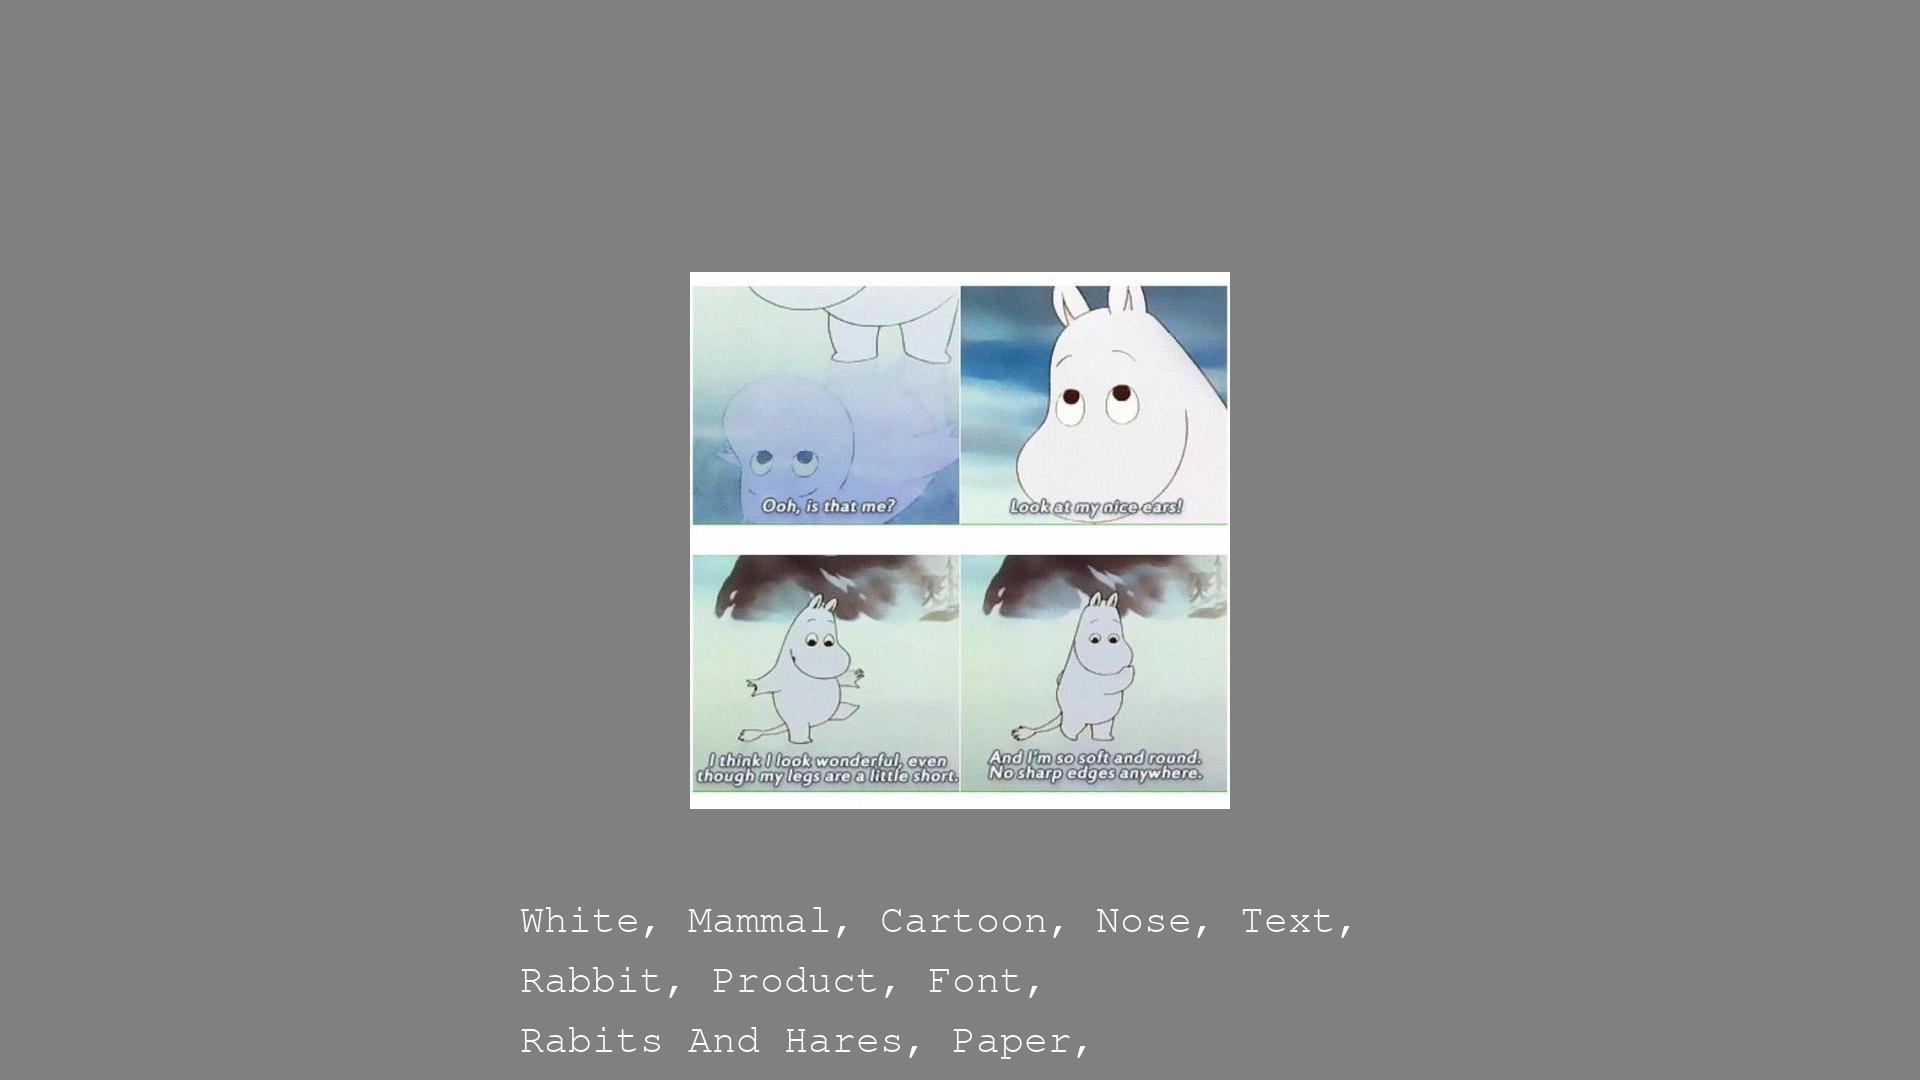 Ooh, is that me?
Look at my nice ears!
I think I look wonderful, even
though my legs are a little short.
And I'm so soft and round.
No sharp edges anywhere.
White, Mammal, Cartoon, Nose, Text,
Rabbit, Product, Font,
Rabits And Hares, Paper,